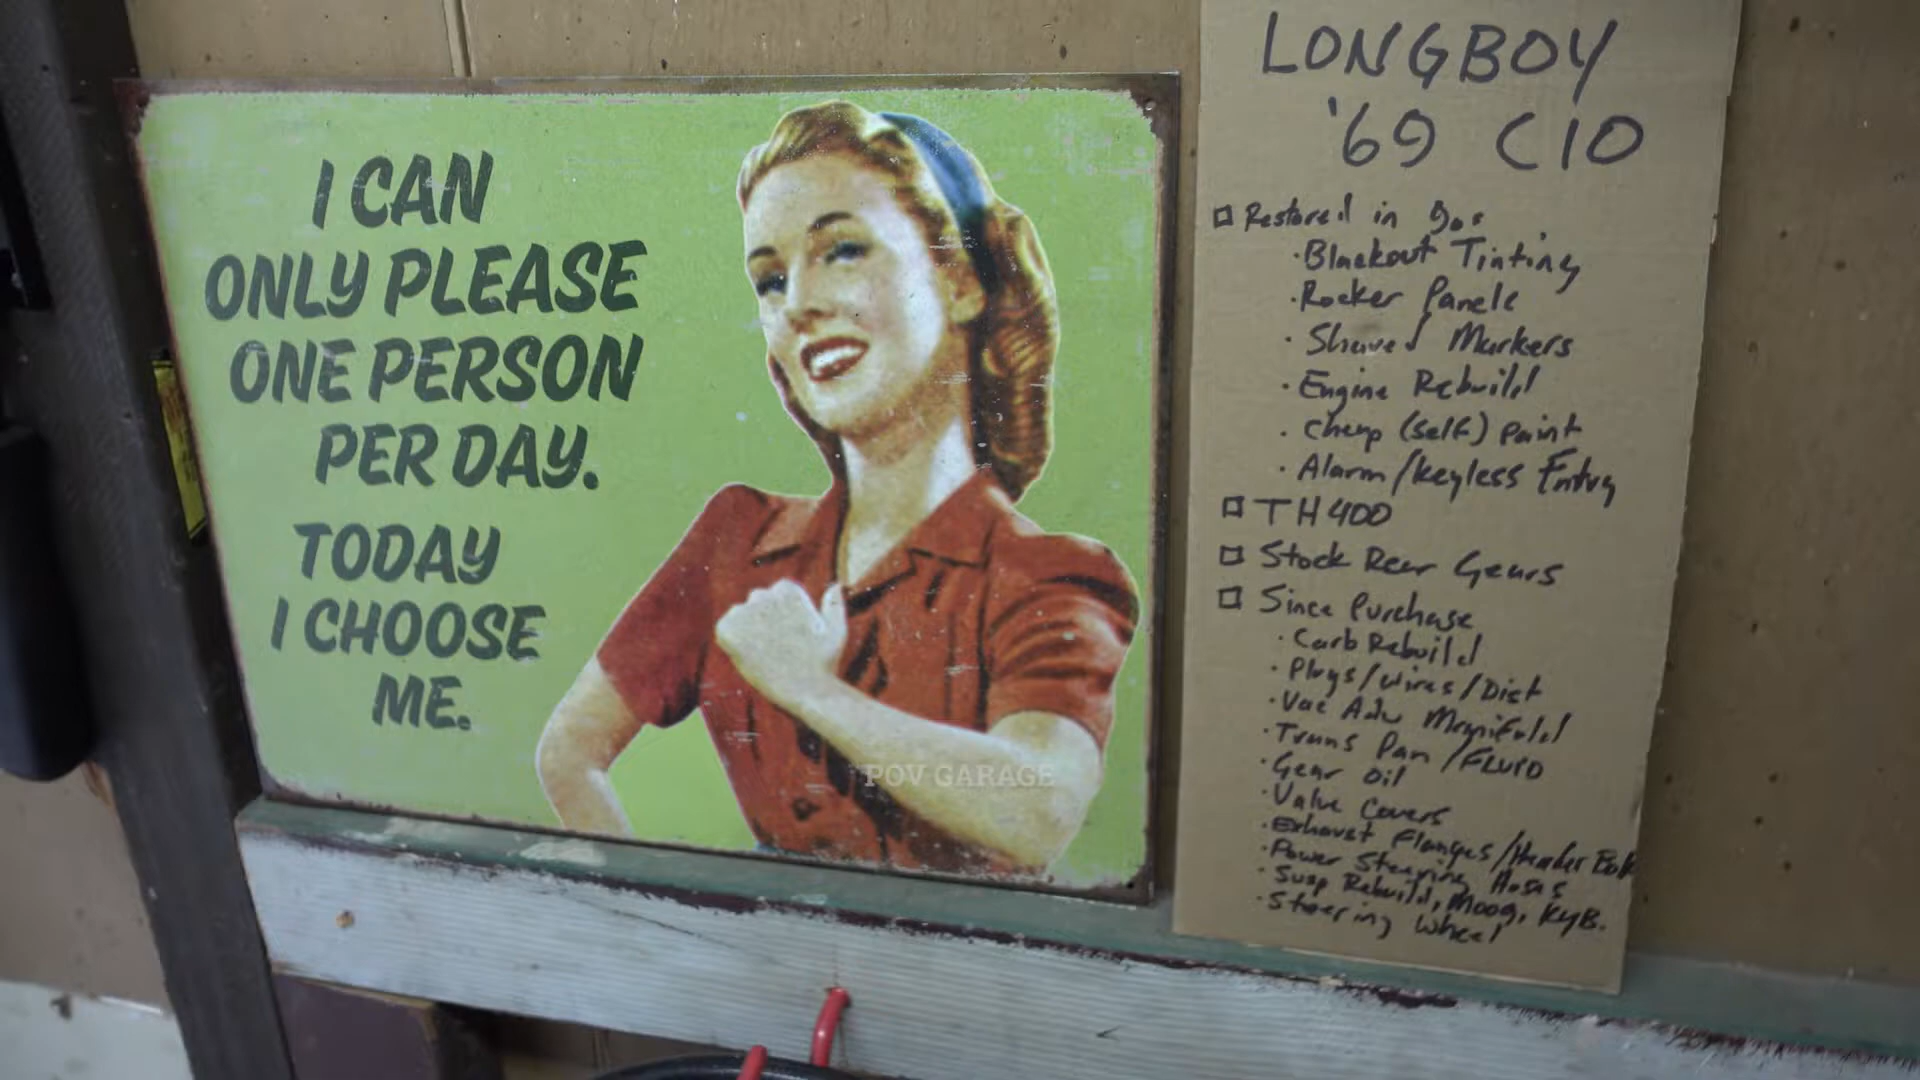 I CAN
ONLY PLEASE
ONE PERSON
PER DAY.
TODAY
I CHOOSE
ME.
POV GARAGE
LONGBOY
'69 C10
Restored in 90s
Blackout Tinting
Rocker Panels
Shaved Markers
Engine Rebuild
Cheap (self) paint
Alarm/keyless Entry
TH400
Stock Rear Gears
Since Purchase
Carb Rebuild
Plugs/wires/Dist
Vac Adv Manifold
Trans Pan/FLUID
Gear Oil
Valve Covers
Exhaust Flanges/Header Bolt
Power Steering Hoses
Susp Rebuild, Moog, KYB.
Steering Wheel